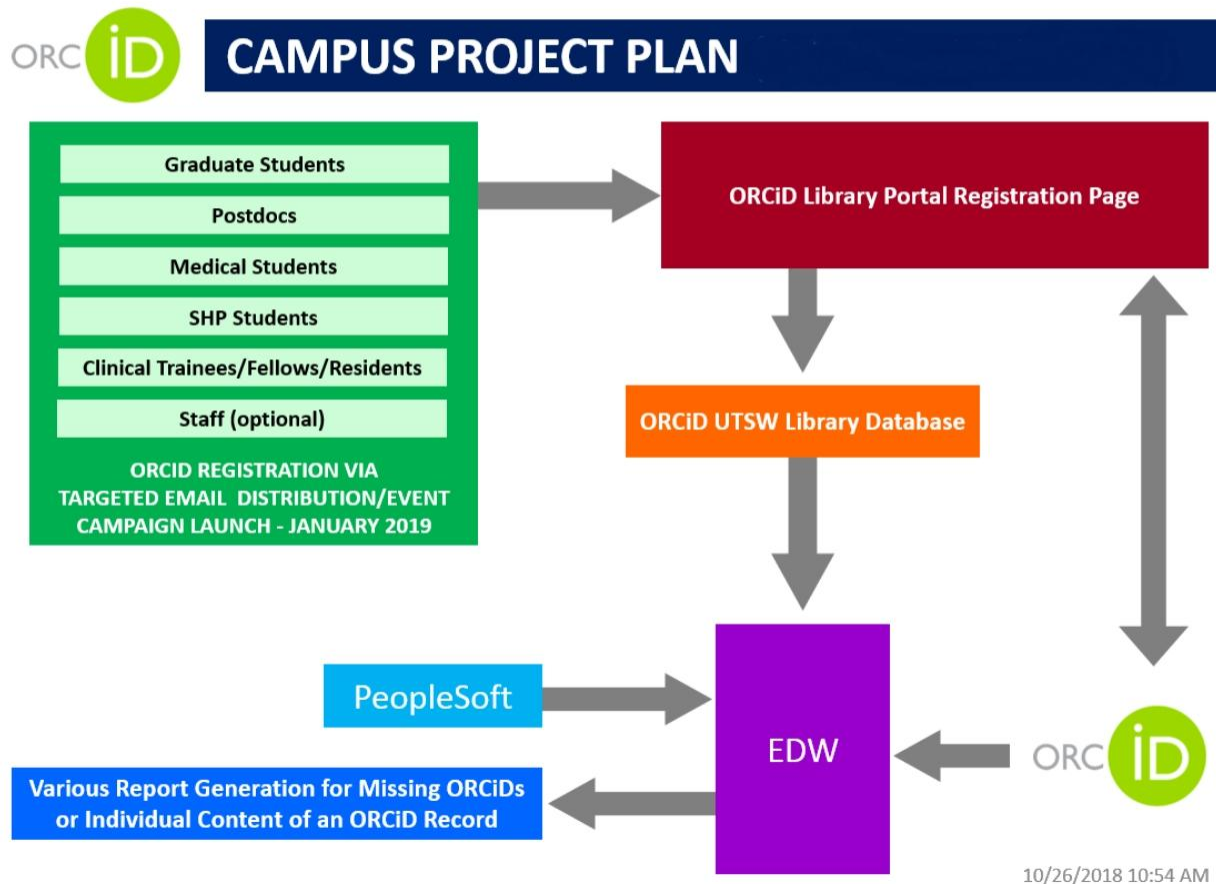 ORCiD
CAMPUS PROJECT PLAN
Graduate Students
Postdocs
Medical Students
SHP Students
Clinical Trainees/Fellows/Residents
Staff (optional)
ORCID REGISTRATION VIA
TARGETED EMAIL DISTRIBUTION/EVENT
CAMPAIGN LAUNCH - JANUARY 2019
ORCiD Library Portal Registration Page
ORCiD UTSW Library Database
PeopleSoft
EDW
ORCiD
Various Report Generation for Missing ORCiDs
or Individual Content of an ORCiD Record
10/26/2018 10:54 AM